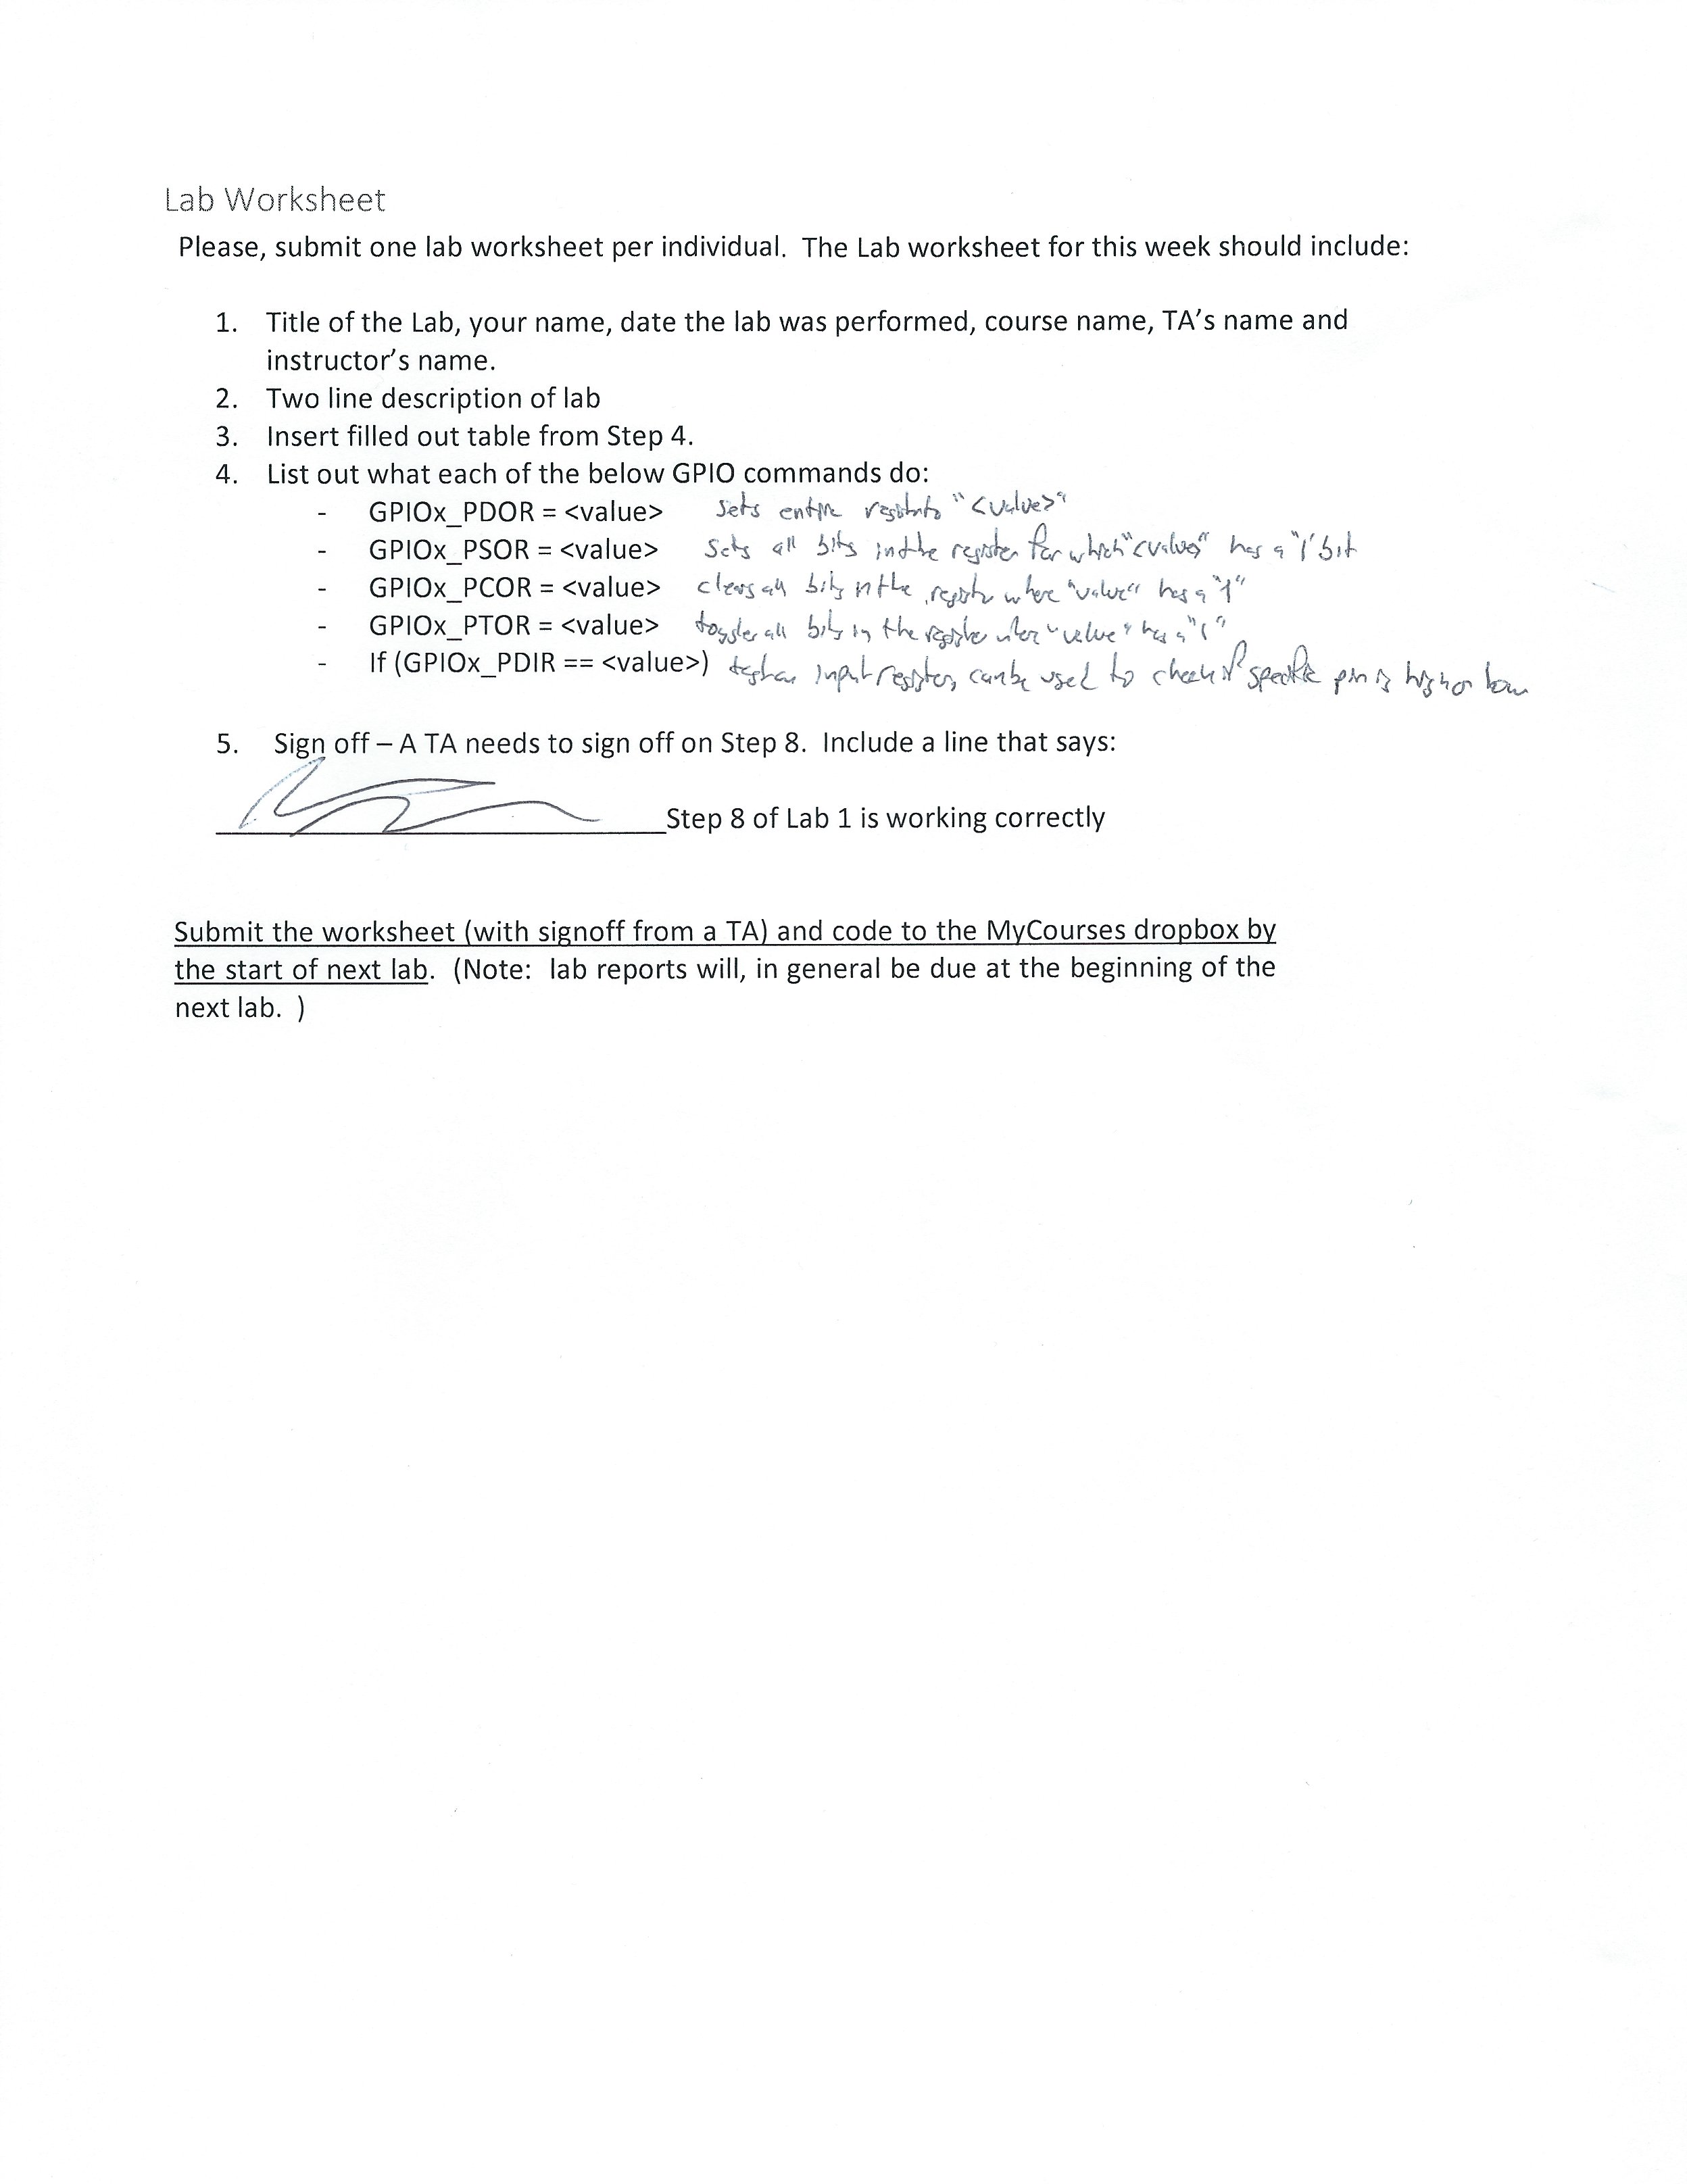 Lab Worksheet
Please, submit one lab worksheet per individual. The Lab worksheet for this week should include:
1. Title of the Lab, your name, date the lab was performed, course name, TA's name and
instructor's name.
2. Two line description of lab
3. Insert filled out table from Step 4.
4. List out what each of the below GPIO commands do:
- GPIOx_PDOR = <value> sets entire "<value>"
- GPIOx_PSOR = <value> Sets all bits in the register for which "<value>" has a "1" bit
- GPIOx_PCOR = <value> clears all bits in the register where "value" has a "1"
- GPIOx_PTOR = <value> toggles all bits in the register where "value" has a "1"
- If (GPIOx_PDIR == <value>) input register, can be used to check if specific pin is high or low
5. Sign off – A TA needs to sign off on Step 8. Include a line that says:
Step 8 of Lab 1 is working correctly
Submit the worksheet (with signoff from a TA) and code to the MyCourses dropbox by
the start of next lab. (Note: lab reports will, in general be due at the beginning of the
next lab. )